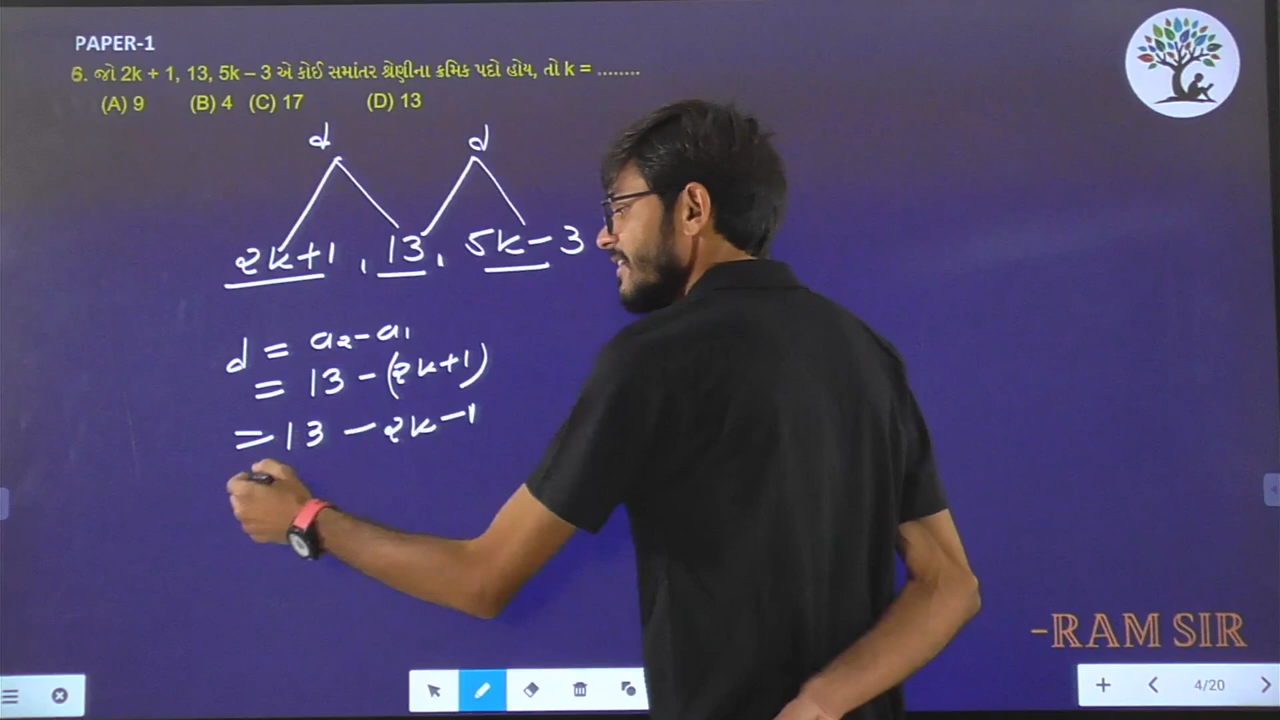 PAPER-1
6. જો 2k + 1, 13, 5k – 3 એ કોઈ સમાંતર શ્રેણીના ક્રમિક પદો હોય, તો k = ........
(A) 9 (B) 4 (C) 17 (D) 13
d d
2k+1 , 13 , 5k-3
d = a2-a1
= 13 - (2k+1)
= 13 - 2k - 1
-RAM SIR
4/20